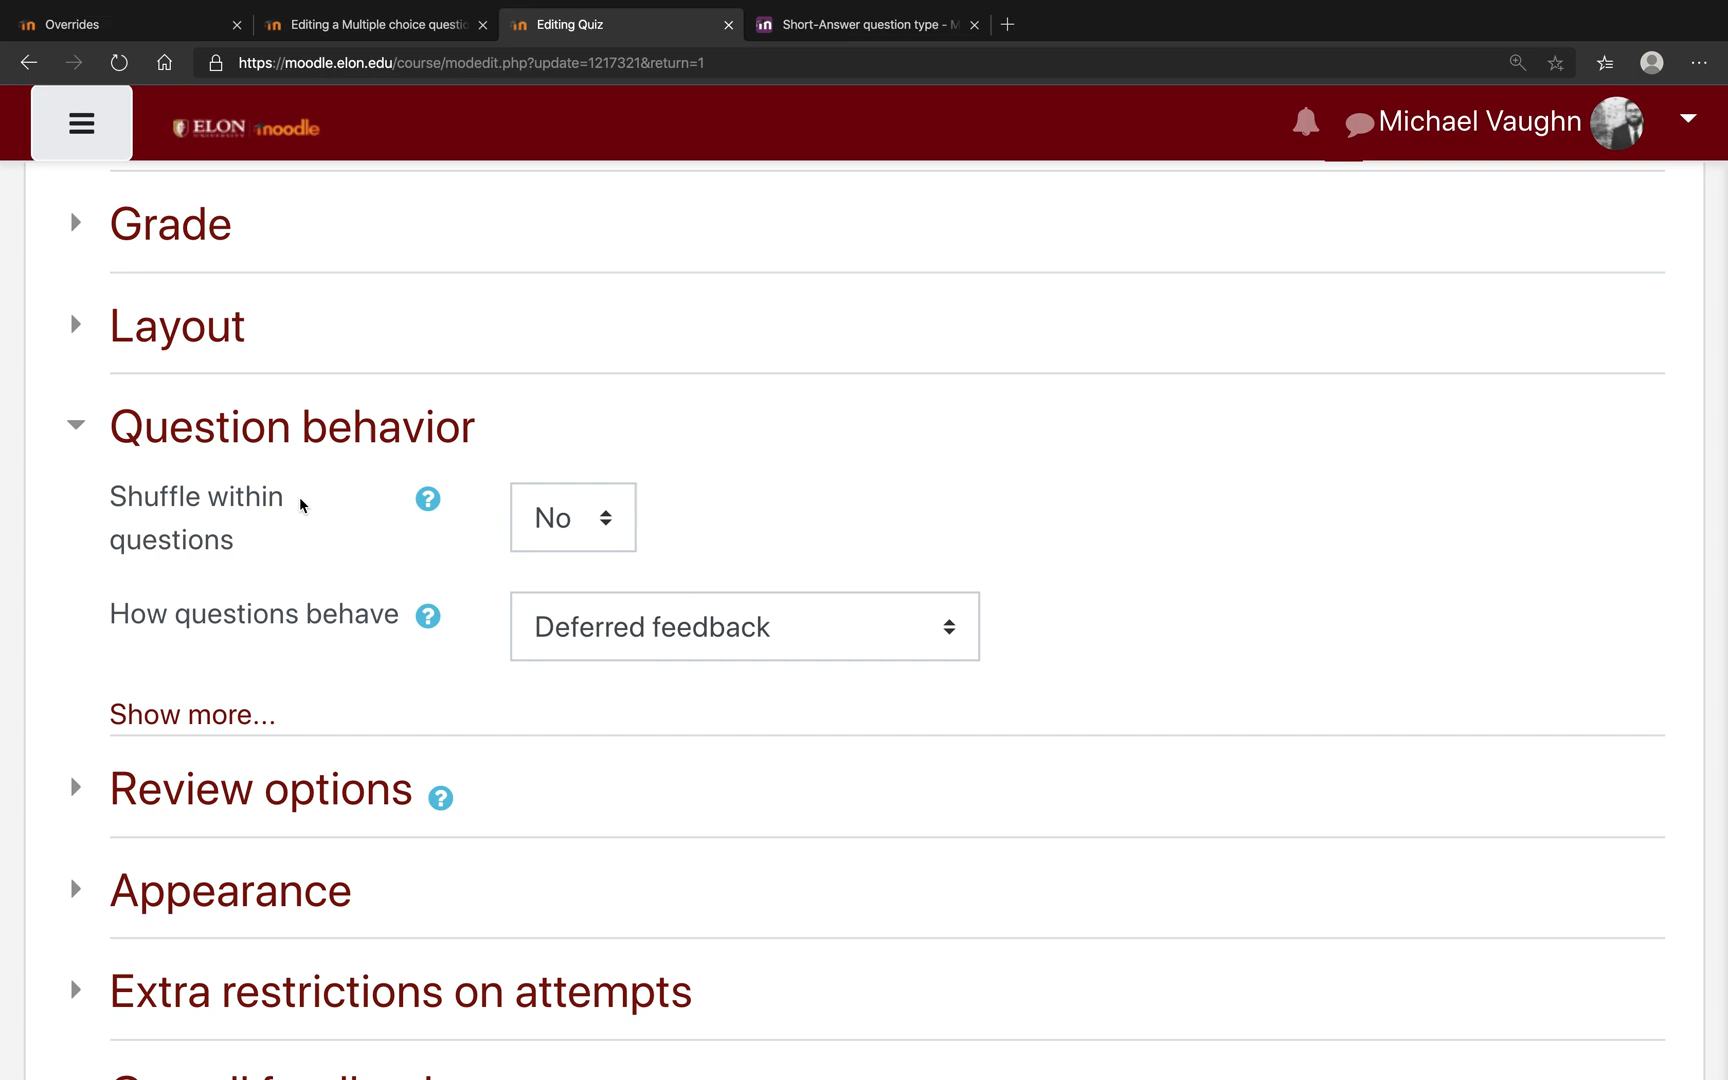 Overrides
Editing a Multiple choice questio
Editing Quiz
Short-Answer question type - M
https://moodle.elon.edu/course/modedit.php?update=1217321&return=1
ELON moodle
Michael Vaughn
Grade
Layout
Question behavior
Shuffle within
questions
No
How questions behave
Deferred feedback
Show more...
Review options
Appearance
Extra restrictions on attempts